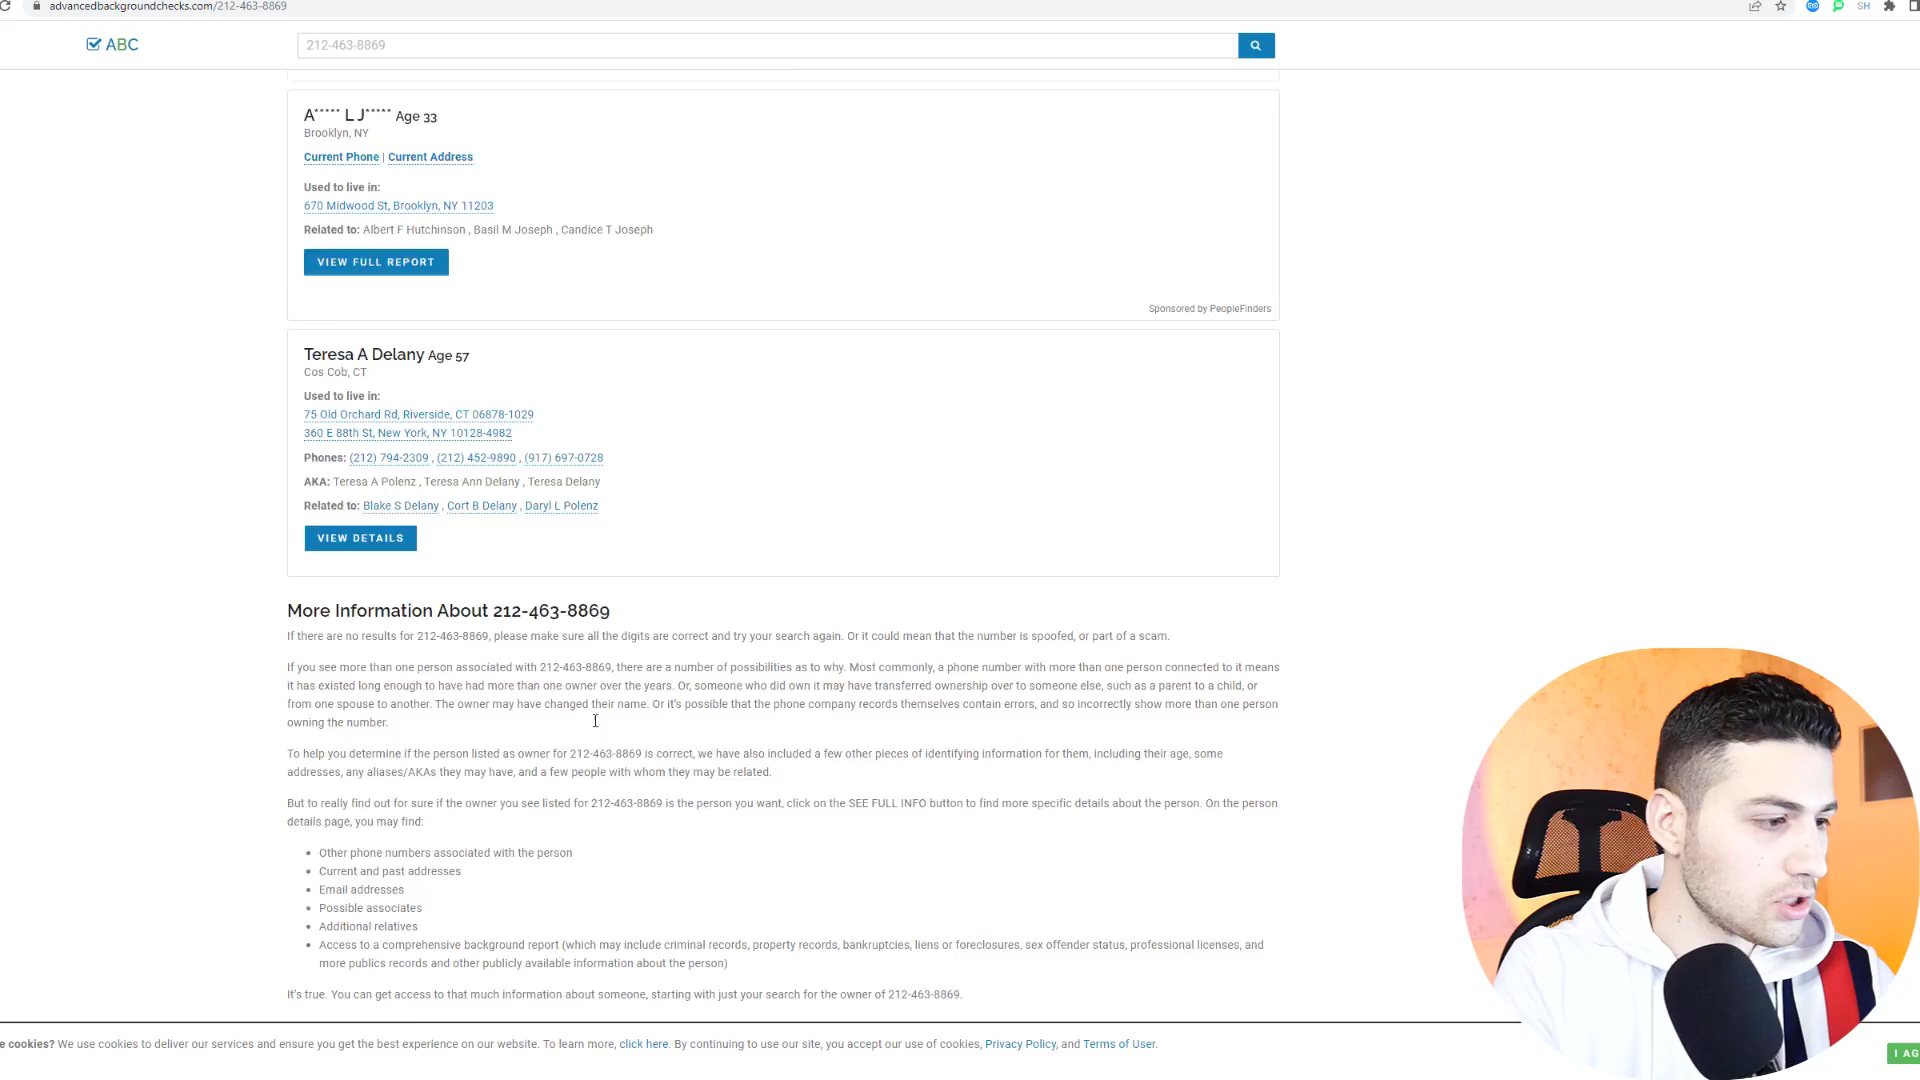 advancedbackgroundchecks.com/212-463-8869
SH
ABC
212-463-8869
A***** L J***** Age 33
Brooklyn, NY
Current Phone | Current Address
Used to live in:
670 Midwood St, Brooklyn, NY 11203
Related to: Albert F Hutchinson , Basil M Joseph , Candice T Joseph
VIEW FULL REPORT
Sponsored by PeopleFinders
Teresa A Delany Age 57
Cos Cob, CT
Used to live in:
75 Old Orchard Rd, Riverside, CT 06878-1029
360 E 88th St, New York, NY 10128-4982
Phones: (212) 794-2309 , (212) 452-9890 , (917) 697-0728
AKA: Teresa A Polenz , Teresa Ann Delany , Teresa Delany
Related to: Blake S Delany , Cort B Delany , Daryl L Polenz
VIEW DETAILS
More Information About 212-463-8869
If there are no results for 212-463-8869, please make sure all the digits are correct and try your search again. Or it could mean that the number is spoofed, or part of a scam.
If you see more than one person associated with 212-463-8869, there are a number of possibilities as to why. Most commonly, a phone number with more than one person connected to it means
it has existed long enough to have had more than one owner over the years. Or, someone who did own it may have transferred ownership over to someone else, such as a parent to a child, or
from one spouse to another. The owner may have changed their name. Or it's possible that the phone company records themselves contain errors, and so incorrectly show more than one person
owning the number.
To help you determine if the person listed as owner for 212-463-8869 is correct, we have also included a few other pieces of identifying information for them, including their age, some
addresses, any aliases/AKAs they may have, and a few people with whom they may be related.
But to really find out for sure if the owner you see listed for 212-463-8869 is the person you want, click on the SEE FULL INFO button to find more specific details about the person. On the person
details page, you may find:
• Other phone numbers associated with the person
• Current and past addresses
• Email addresses
• Possible associates
• Additional relatives
• Access to a comprehensive background report (which may include criminal records, property records, bankruptcies, liens or foreclosures, sex offender status, professional licenses, and
more publics records and other publicly available information about the person)
It's true. You can get access to that much information about someone, starting with just your search for the owner of 212-463-8869.
e cookies? We use cookies to deliver our services and ensure you get the best experience on our website. To learn more, click here. By continuing to use our site, you accept our use of cookies, Privacy Policy, and Terms of User.
I AG